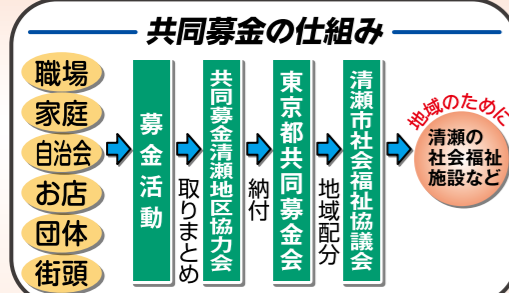 共同募金の仕組み
職場
家庭
自治会
お店
団体
街頭
募金活動
取りまとめ
共同募金清瀬地区協力会
納付
東京都共同募金会
地域配分
清瀬市社会福祉協議会
地域のために
清瀬の
社会福祉
施設など